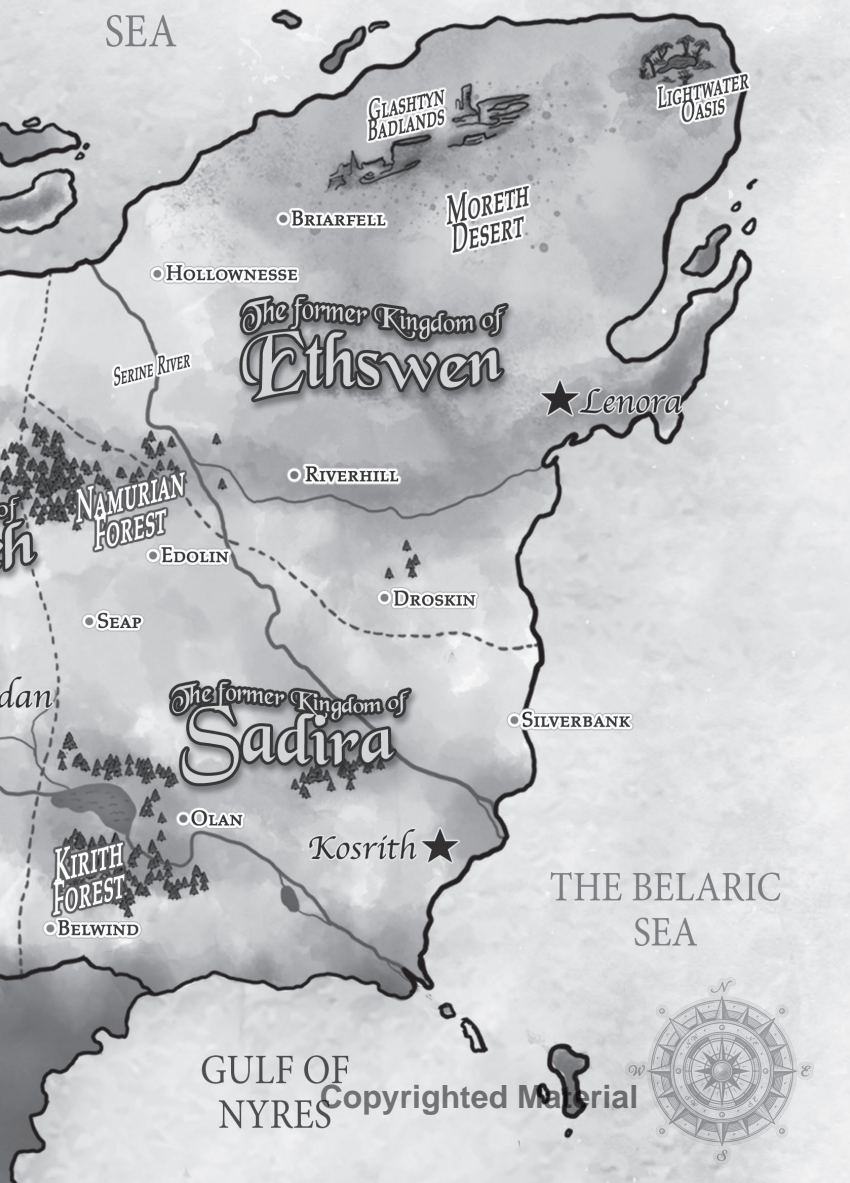 SEA
GLASHTYN
BADLANDS
LIGHTWATER
OASIS
BRIARFELL
MORETH
DESERT
HOLLOWNESSE
The former Kingdom of
Ethswen
SERINE RIVER
Lenora
RIVERHILL
NAMURIAN
FOREST
of
h
EDOLIN
DROSKIN
SEAP
dan
The former Kingdom of
Sadira
SILVERBANK
OLAN
Kosrith
KIRITH
FOREST
BELWIND
THE BELARIC
SEA
N
W
E
S
GULF OF
NYRES
Copyrighted Material